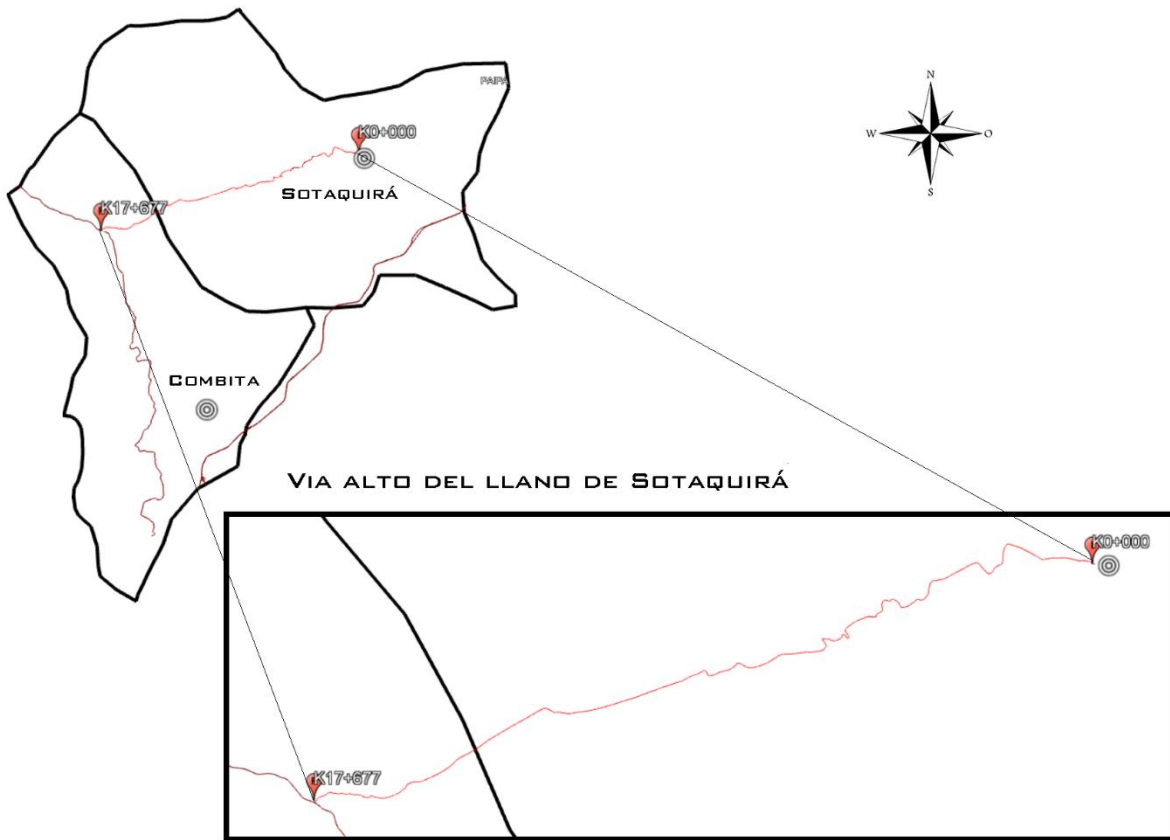 PAIPA
N
K0+000
W
O
SOTAQUIRÁ
S
K17+677
COMBITA
VIA ALTO DEL LLANO DE SOTAQUIRÁ
K0+000
K17+677